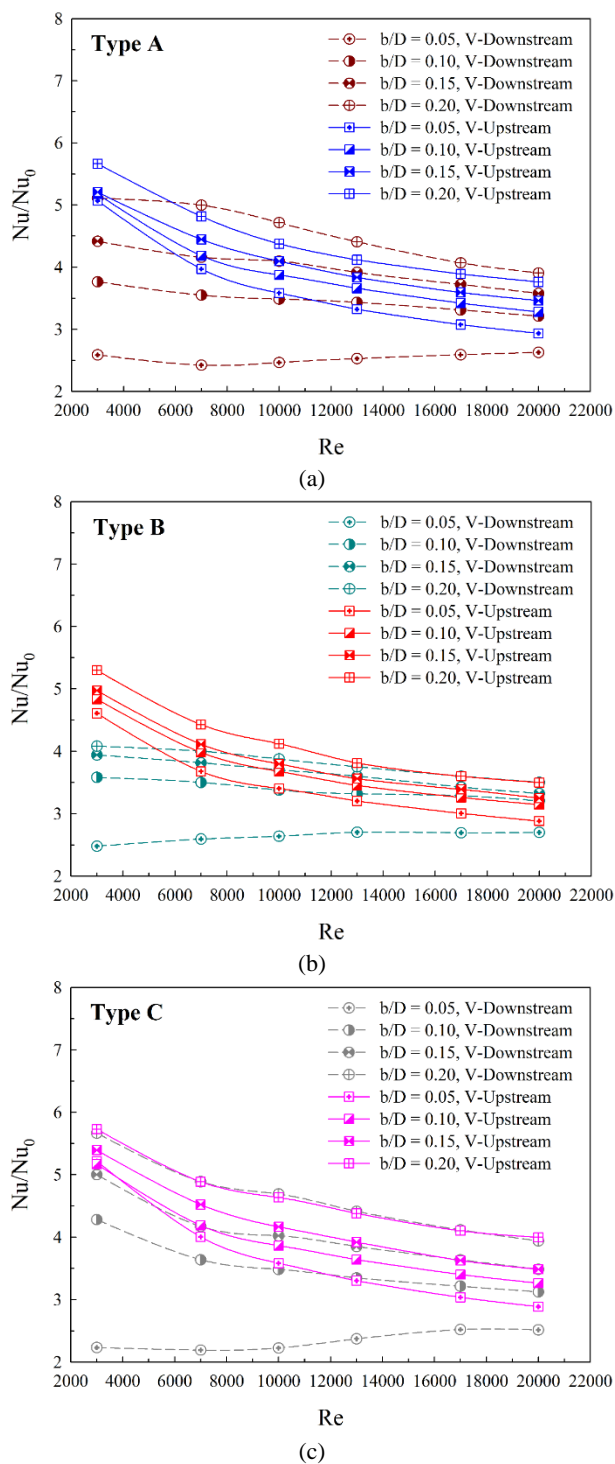 8
Type A
b/D = 0.05, V-Downstream
b/D = 0.10, V-Downstream
7
b/D = 0.15, V-Downstream
b/D = 0.20, V-Downstream
b/D = 0.05, V-Upstream
6
b/D = 0.10, V-Upstream
b/D = 0.15, V-Upstream
b/D = 0.20, V-Upstream
Nu/Nu₀
5
4
3
2
2000 4000 6000 8000 10000 12000 14000 16000 18000 20000 22000
Re
(a)
8
Type B
b/D = 0.05, V-Downstream
b/D = 0.10, V-Downstream
7
b/D = 0.15, V-Downstream
b/D = 0.20, V-Downstream
b/D = 0.05, V-Upstream
6
b/D = 0.10, V-Upstream
b/D = 0.15, V-Upstream
b/D = 0.20, V-Upstream
Nu/Nu₀
5
4
3
2
2000 4000 6000 8000 10000 12000 14000 16000 18000 20000 22000
Re
(b)
8
Type C
b/D = 0.05, V-Downstream
b/D = 0.10, V-Downstream
7
b/D = 0.15, V-Downstream
b/D = 0.20, V-Downstream
b/D = 0.05, V-Upstream
6
b/D = 0.10, V-Upstream
b/D = 0.15, V-Upstream
b/D = 0.20, V-Upstream
Nu/Nu₀
5
4
3
2
2000 4000 6000 8000 10000 12000 14000 16000 18000 20000 22000
Re
(c)